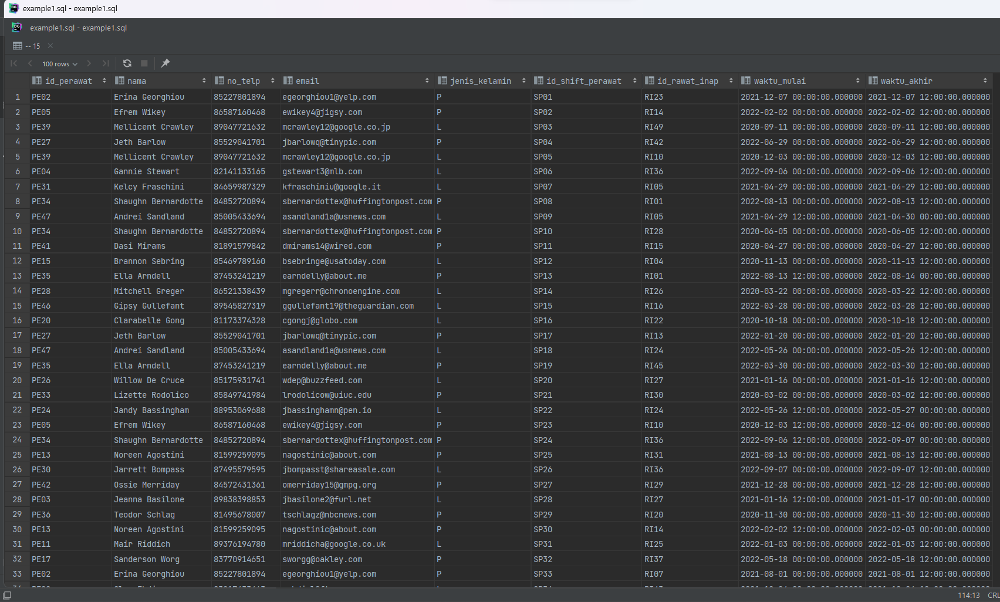 example1.sql - example1.sql
example1.sql - example1.sql
-- 15
100 rows
id_perawat nama no_telp email jenis_kelamin id_shift_perawat id_rawat_inap waktu_mulai waktu_akhir
1 PE02 Erina Georghiou 85227801894 egeorghiou1@yelp.com P SP01 RI23 2021-12-07 00:00:00.000000 2021-12-07 12:00:00.000000
2 PE05 Efrem Wikey 86587160468 ewikey4@jigsy.com P SP02 RI14 2022-02-02 00:00:00.000000 2022-02-02 12:00:00.000000
3 PE39 Mellicent Crawley 89047721632 mcrawley12@google.co.jp L SP03 RI49 2020-09-11 00:00:00.000000 2020-09-11 12:00:00.000000
4 PE27 Jeth Barlow 85529041701 jbarlowq@tinypic.com P SP04 RI42 2022-06-29 00:00:00.000000 2022-06-29 12:00:00.000000
5 PE39 Mellicent Crawley 89047721632 mcrawley12@google.co.jp L SP05 RI10 2020-12-03 00:00:00.000000 2020-12-03 12:00:00.000000
6 PE04 Gannie Stewart 82141133165 gstewart3@mlb.com L SP06 RI36 2022-09-06 00:00:00.000000 2022-09-06 12:00:00.000000
7 PE31 Kelcy Fraschini 84659987329 kfraschiniu@google.it L SP07 RI05 2021-04-29 00:00:00.000000 2021-04-29 12:00:00.000000
8 PE34 Shaughn Bernardotte 84852720894 sbernardottex@huffingtonpost.com P SP08 RI01 2022-08-13 00:00:00.000000 2022-08-13 12:00:00.000000
9 PE47 Andrei Sandland 85005433694 asandland1a@usnews.com L SP09 RI05 2021-04-29 12:00:00.000000 2021-04-30 00:00:00.000000
10 PE34 Shaughn Bernardotte 84852720894 sbernardottex@huffingtonpost.com P SP10 RI28 2020-06-05 00:00:00.000000 2020-06-05 12:00:00.000000
11 PE41 Dasi Mirams 81891579842 dmirams14@wired.com P SP11 RI15 2020-04-27 00:00:00.000000 2020-04-27 12:00:00.000000
12 PE15 Brannon Sebring 85469789160 bsebringe@usatoday.com L SP12 RI04 2020-11-13 00:00:00.000000 2020-11-13 12:00:00.000000
13 PE35 Ella Arndell 87453241219 earndelly@about.me P SP13 RI01 2022-08-13 12:00:00.000000 2022-08-14 00:00:00.000000
14 PE28 Mitchell Greger 86521338439 mgregerr@chronoengine.com L SP14 RI26 2020-03-22 00:00:00.000000 2020-03-22 12:00:00.000000
15 PE46 Gipsy Gullefant 89545827319 ggullefant19@theguardian.com L SP15 RI16 2022-03-28 00:00:00.000000 2022-03-28 12:00:00.000000
16 PE20 Clarabelle Gong 81173374328 cgongj@globo.com L SP16 RI22 2020-10-18 00:00:00.000000 2020-10-18 12:00:00.000000
17 PE27 Jeth Barlow 85529041701 jbarlowq@tinypic.com P SP17 RI13 2022-01-20 00:00:00.000000 2022-01-20 12:00:00.000000
18 PE47 Andrei Sandland 85005433694 asandland1a@usnews.com L SP18 RI24 2022-05-26 00:00:00.000000 2022-05-26 12:00:00.000000
19 PE35 Ella Arndell 87453241219 earndelly@about.me P SP19 RI45 2022-03-30 00:00:00.000000 2022-03-30 12:00:00.000000
20 PE26 Willow De Cruce 85175931741 wdep@buzzfeed.com L SP20 RI27 2021-01-16 00:00:00.000000 2021-01-16 12:00:00.000000
21 PE33 Lizette Rodolico 85849741984 lrodolicow@uiuc.edu P SP21 RI30 2020-03-02 00:00:00.000000 2020-03-02 12:00:00.000000
22 PE24 Jandy Bassingham 88953069688 jbassinghamn@pen.io L SP22 RI24 2022-05-26 12:00:00.000000 2022-05-27 00:00:00.000000
23 PE05 Efrem Wikey 86587160468 ewikey4@jigsy.com P SP23 RI10 2020-12-03 12:00:00.000000 2020-12-04 00:00:00.000000
24 PE34 Shaughn Bernardotte 84852720894 sbernardottex@huffingtonpost.com P SP24 RI36 2022-09-06 12:00:00.000000 2022-09-07 00:00:00.000000
25 PE13 Noreen Agostini 81599259095 nagostinic@about.com P SP25 RI31 2021-08-13 00:00:00.000000 2021-08-13 12:00:00.000000
26 PE30 Jarrett Bompass 87495579595 jbompasst@shareasale.com L SP26 RI36 2022-09-07 00:00:00.000000 2022-09-07 12:00:00.000000
27 PE42 Ossie Merriday 84572431361 omerriday15@gmpg.org P SP27 RI29 2021-12-28 00:00:00.000000 2021-12-28 12:00:00.000000
28 PE03 Jeanna Basilone 89838398853 jbasilone2@furl.net L SP28 RI27 2021-01-16 12:00:00.000000 2021-01-17 00:00:00.000000
29 PE36 Teodor Schlag 81495678007 tschlagz@nbcnews.com P SP29 RI20 2020-11-30 00:00:00.000000 2020-11-30 12:00:00.000000
30 PE13 Noreen Agostini 81599259095 nagostinic@about.com P SP30 RI14 2022-02-02 12:00:00.000000 2022-02-03 00:00:00.000000
31 PE11 Mair Riddich 89376194780 mriddicha@google.co.uk L SP31 RI25 2022-01-03 00:00:00.000000 2022-01-03 12:00:00.000000
32 PE17 Sanderson Worg 83770914651 sworgg@oakley.com P SP32 RI37 2022-05-18 00:00:00.000000 2022-05-18 12:00:00.000000
33 PE02 Erina Georghiou 85227801894 egeorghiou1@yelp.com P SP33 RI07 2021-08-01 00:00:00.000000 2021-08-01 12:00:00.000000
114:13 CRL